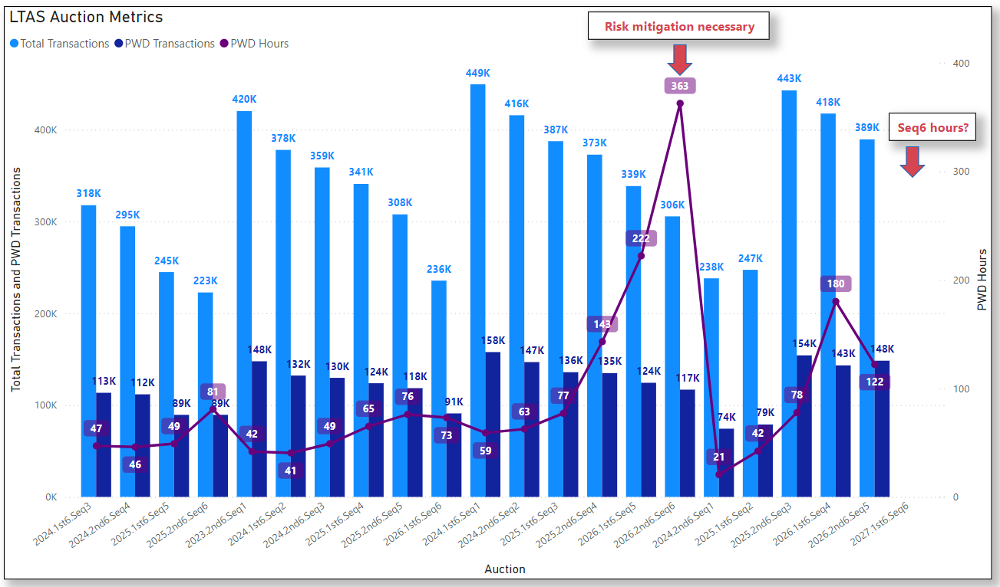 LTAS Auction Metrics
Total Transactions PWD Transactions PWD Hours
Risk mitigation necessary
Seq6 hours?
Total Transactions and PWD Transactions
400K
300K
200K
100K
0K
PWD Hours
400
300
200
100
0
318K
295K
245K
223K
420K
378K
359K
341K
308K
236K
449K
416K
387K
373K
339K
306K
238K
247K
443K
418K
389K
113K
112K
89K
89K
148K
132K
130K
124K
118K
91K
158K
147K
136K
135K
124K
117K
74K
79K
154K
143K
148K
47
46
49
81
42
41
49
65
76
73
59
63
77
143
222
363
21
42
78
180
122
2024.1st6.Seq3
2024.2nd6.Seq4
2025.1st6.Seq5
2025.2nd6.Seq6
2023.2nd6.Seq1
2024.1st6.Seq2
2024.2nd6.Seq3
2025.1st6.Seq4
2025.2nd6.Seq5
2026.1st6.Seq6
2024.1st6.Seq1
2024.2nd6.Seq2
2025.1st6.Seq3
2025.2nd6.Seq4
2026.1st6.Seq5
2026.2nd6.Seq6
2024.2nd6.Seq1
2025.1st6.Seq2
2025.2nd6.Seq3
2026.1st6.Seq4
2026.2nd6.Seq5
2027.1st6.Seq6
Auction